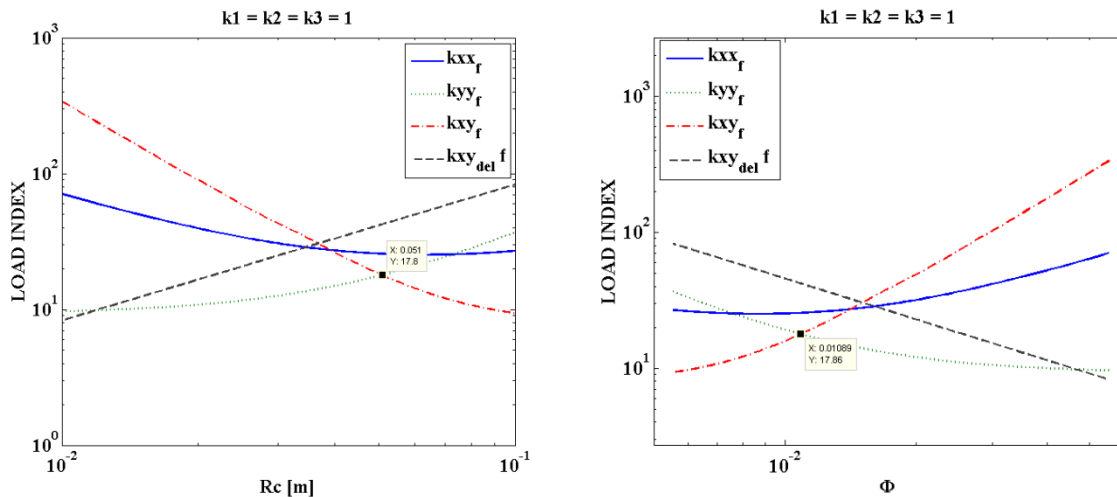 k1 = k2 = k3 = 1
10^3
10^2
10^1
10^0
LOAD INDEX
kxx_f
kyy_f
kxy_f
kxy_del f
X: 0.051
Y: 17.8
10^-2
10^-1
Rc [m]
k1 = k2 = k3 = 1
10^3
10^2
10^1
LOAD INDEX
kxx_f
kyy_f
kxy_f
kxy_del f
X: 0.01089
Y: 17.86
10^-2
Φ